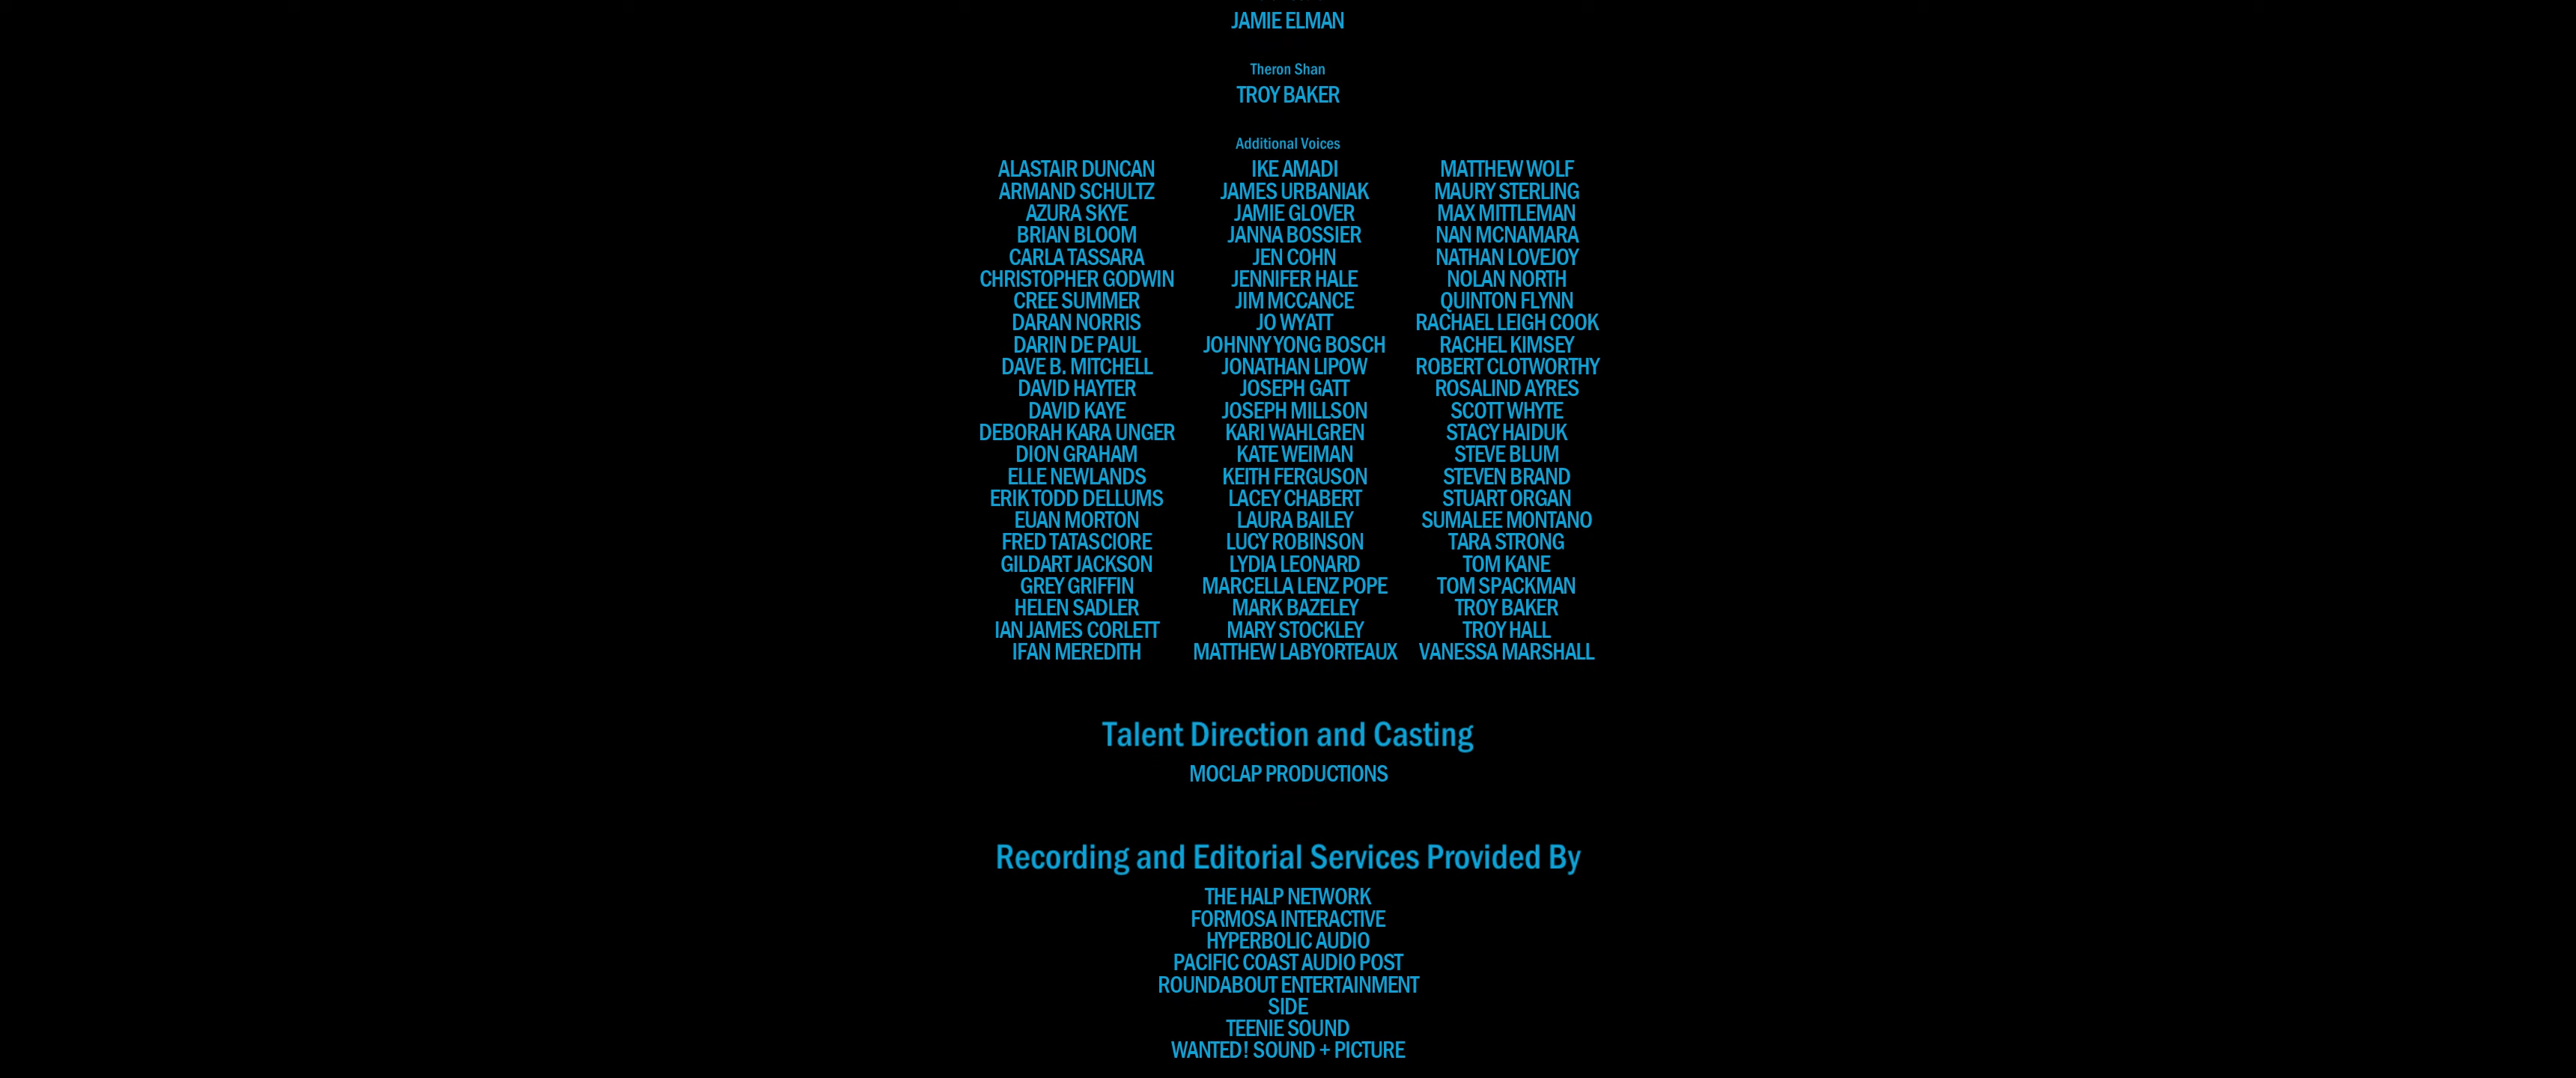 JAMIE ELMAN
Theron Shan
TROY BAKER
Additional Voices
ALASTAIR DUNCAN IKE AMADI MATTHEW WOLF
ARMAND SCHULTZ JAMES URBANIAK MAURY STERLING
AZURA SKYE JAMIE GLOVER MAX MITTLEMAN
BRIAN BLOOM JANNA BOSSIER NAN MCNAMARA
CARLA TASSARA JEN COHN NATHAN LOVEJOY
CHRISTOPHER GODWIN JENNIFER HALE NOLAN NORTH
CREE SUMMER JIM MCCANCE QUINTON FLYNN
DARAN NORRIS JO WYATT RACHAEL LEIGH COOK
DARIN DE PAUL JOHNNY YONG BOSCH RACHEL KIMSEY
DAVE B. MITCHELL JONATHAN LIPOW ROBERT CLOTWORTHY
DAVID HAYTER JOSEPH GATT ROSALIND AYRES
DAVID KAYE JOSEPH MILLSON SCOTT WHYTE
DEBORAH KARA UNGER KARI WAHLGREN STACY HAIDUK
DION GRAHAM KATE WEIMAN STEVE BLUM
ELLE NEWLANDS KEITH FERGUSON STEVEN BRAND
ERIK TODD DELLUMS LACEY CHABERT STUART ORGAN
EUAN MORTON LAURA BAILEY SUMALEE MONTANO
FRED TATASCIORE LUCY ROBINSON TARA STRONG
GILDART JACKSON LYDIA LEONARD TOM KANE
GREY GRIFFIN MARCELLA LENZ POPE TOM SPACKMAN
HELEN SADLER MARK BAZELEY TROY BAKER
IAN JAMES CORLETT MARY STOCKLEY TROY HALL
IFAN MEREDITH MATTHEW LABYORTEAUX VANESSA MARSHALL
Talent Direction and Casting
MOCLAP PRODUCTIONS
Recording and Editorial Services Provided By
THE HALP NETWORK
FORMOSA INTERACTIVE
HYPERBOLIC AUDIO
PACIFIC COAST AUDIO POST
ROUNDABOUT ENTERTAINMENT
SIDE
TEENIE SOUND
WANTED! SOUND + PICTURE